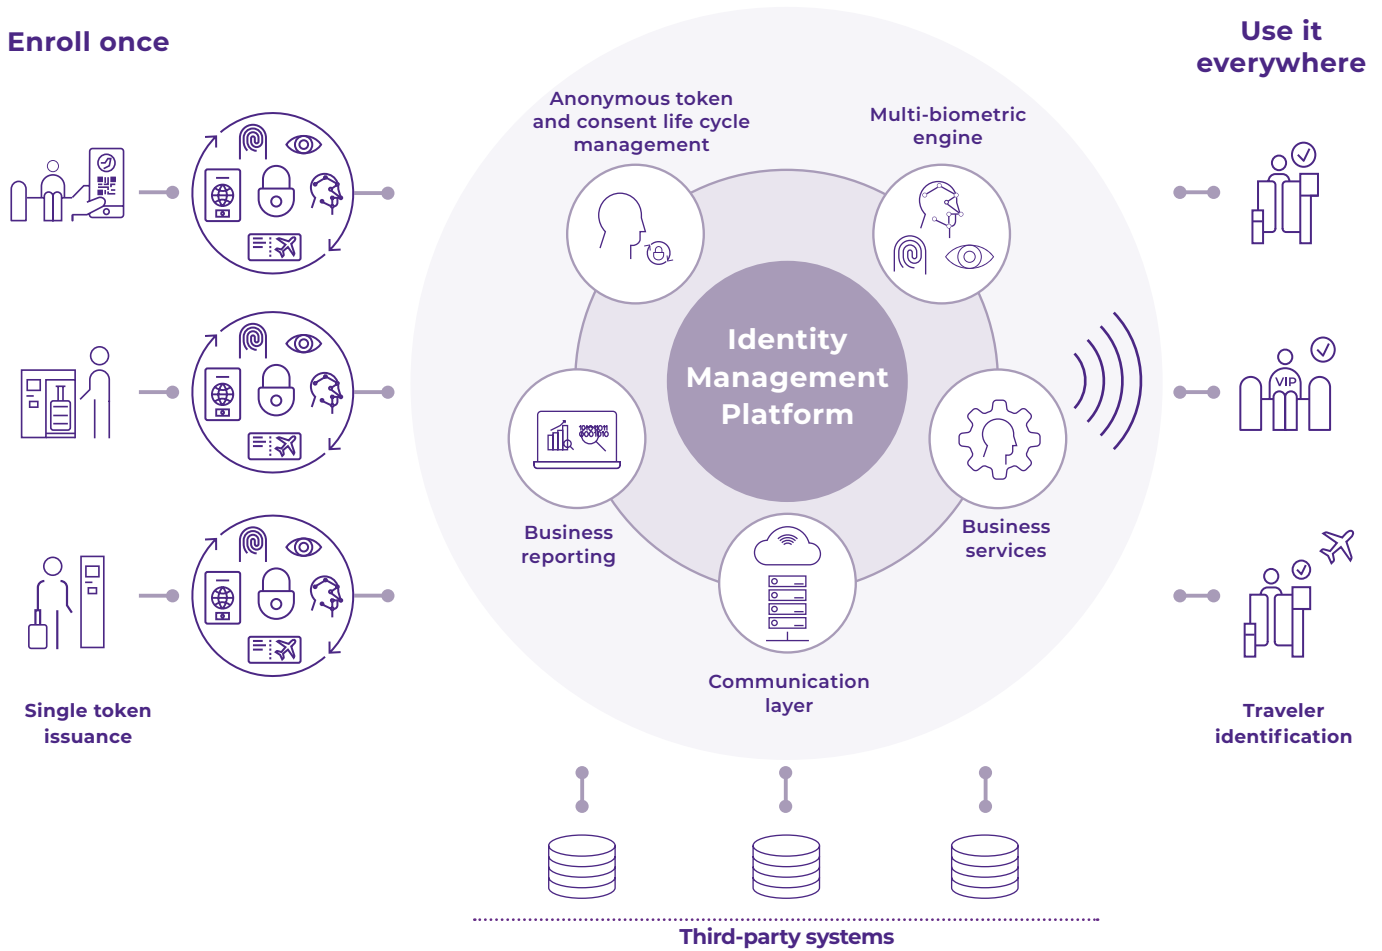 Enroll once
Use it
everywhere
Anonymous token
and consent life cycle
management
Multi-biometric
engine
Identity
Management
Platform
VIP
Business
reporting
Business
services
Communication
layer
Single token
issuance
Traveler
identification
Third-party systems